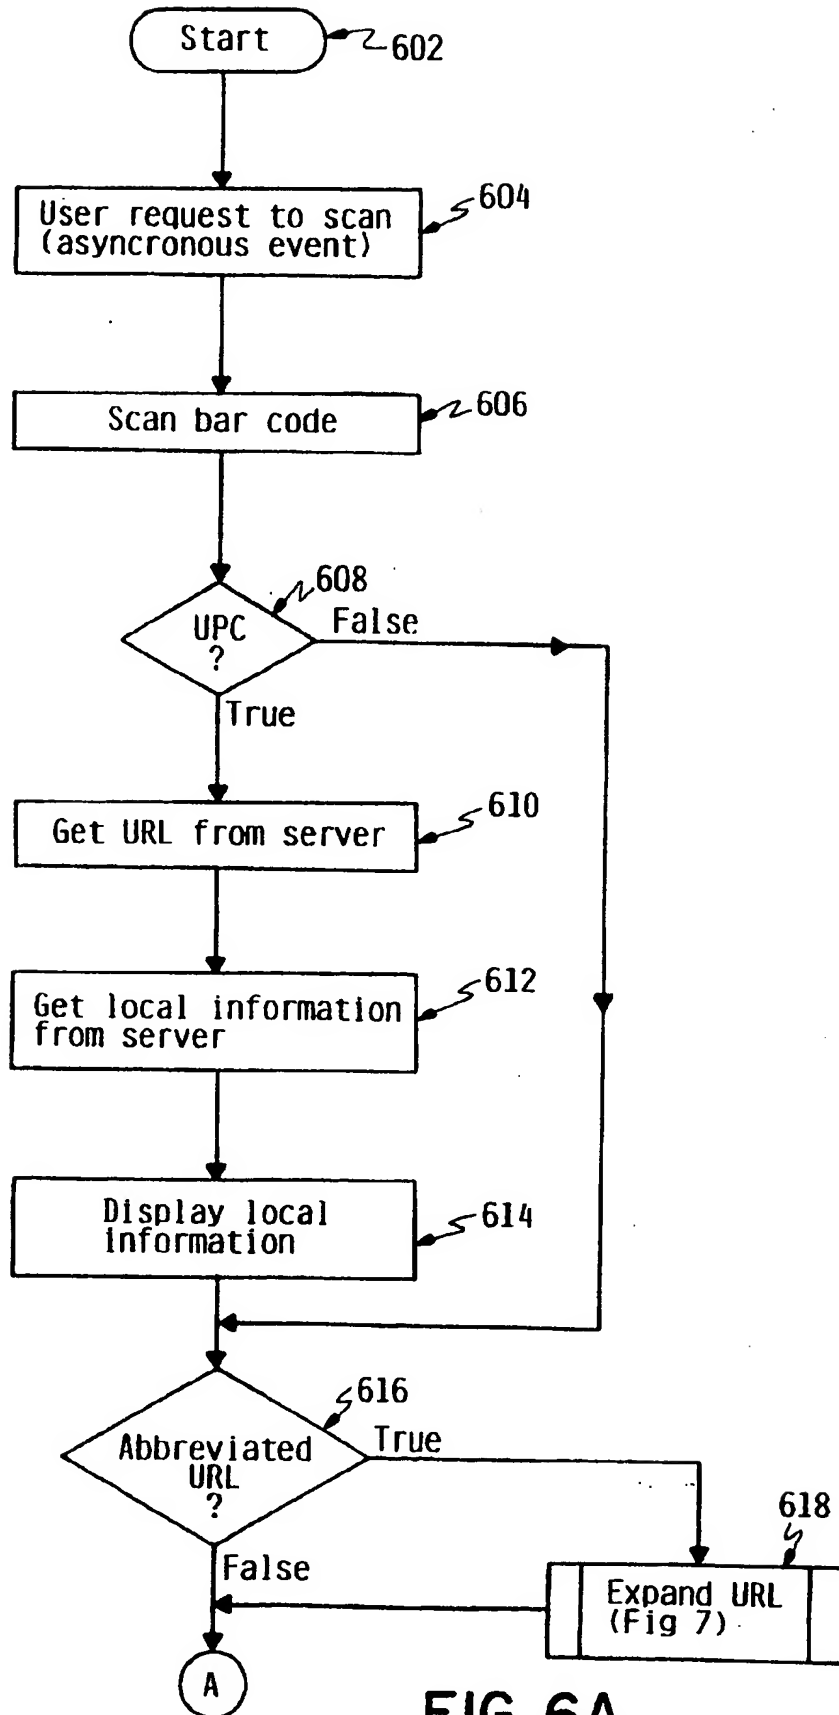 Start
602
User request to scan
(asyncronous event)
604
Scan bar code
606
608
UPC
?
False
True
Get URL from server
610
Get local information
from server
612
Display local
information
614
616
Abbreviated
URL
?
True
False
618
Expand URL
(Fig 7)
A
FIG. 6A